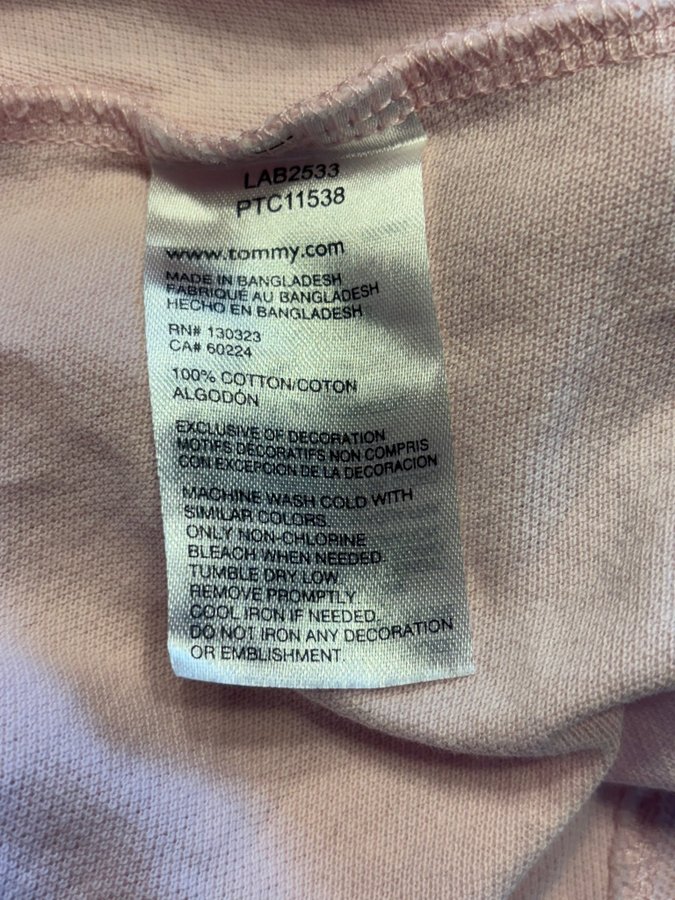 LAB2533
PTC11538
www.tommy.com
MADE IN BANGLADESH
FABRIQUE AU BANGLADESH
HECHO EN BANGLADESH
RN# 130323
CA# 60224
100% COTTON/COTON
ALGODÓN
EXCLUSIVE OF DECORATION
MOTIFS DÉCORATIFS NON COMPRIS
CON EXCEPCION DE LA DECORACION
MACHINE WASH COLD WITH
SIMILAR COLORS.
ONLY NON-CHLORINE
BLEACH WHEN NEEDED.
TUMBLE DRY LOW
REMOVE PROMPTLY
COOL IRON IF NEEDED.
DO NOT IRON ANY DECORATION
OR EMBLISHMENT.